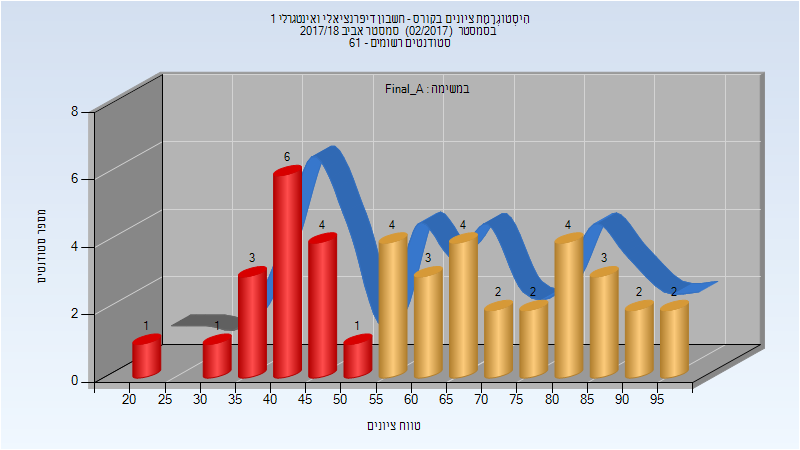 היסטוגרמת ציונים בקורס - חשבון דיפרנציאלי ואינטגרלי 1
בסמסטר (02/2017) סמסטר אביב 2017/18
סטודנטים רשומים - 61
במשימה : Final_A
מספר סטודנטים
8
6
4
2
0
1
1
3
6
4
1
4
3
4
2
2
4
3
2
2
20 25 30 35 40 45 50 55 60 65 70 75 80 85 90 95
טווח ציונים